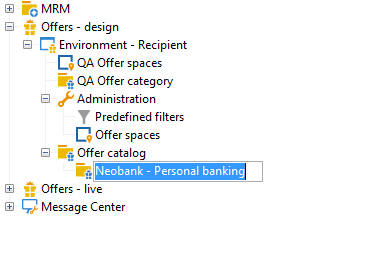 MRM
Offers - design
Environment - Recipient
QA Offer spaces
QA Offer category
Administration
Predefined filters
Offer spaces
Offer catalog
Neobank - Personal banking
Offers - live
Message Center